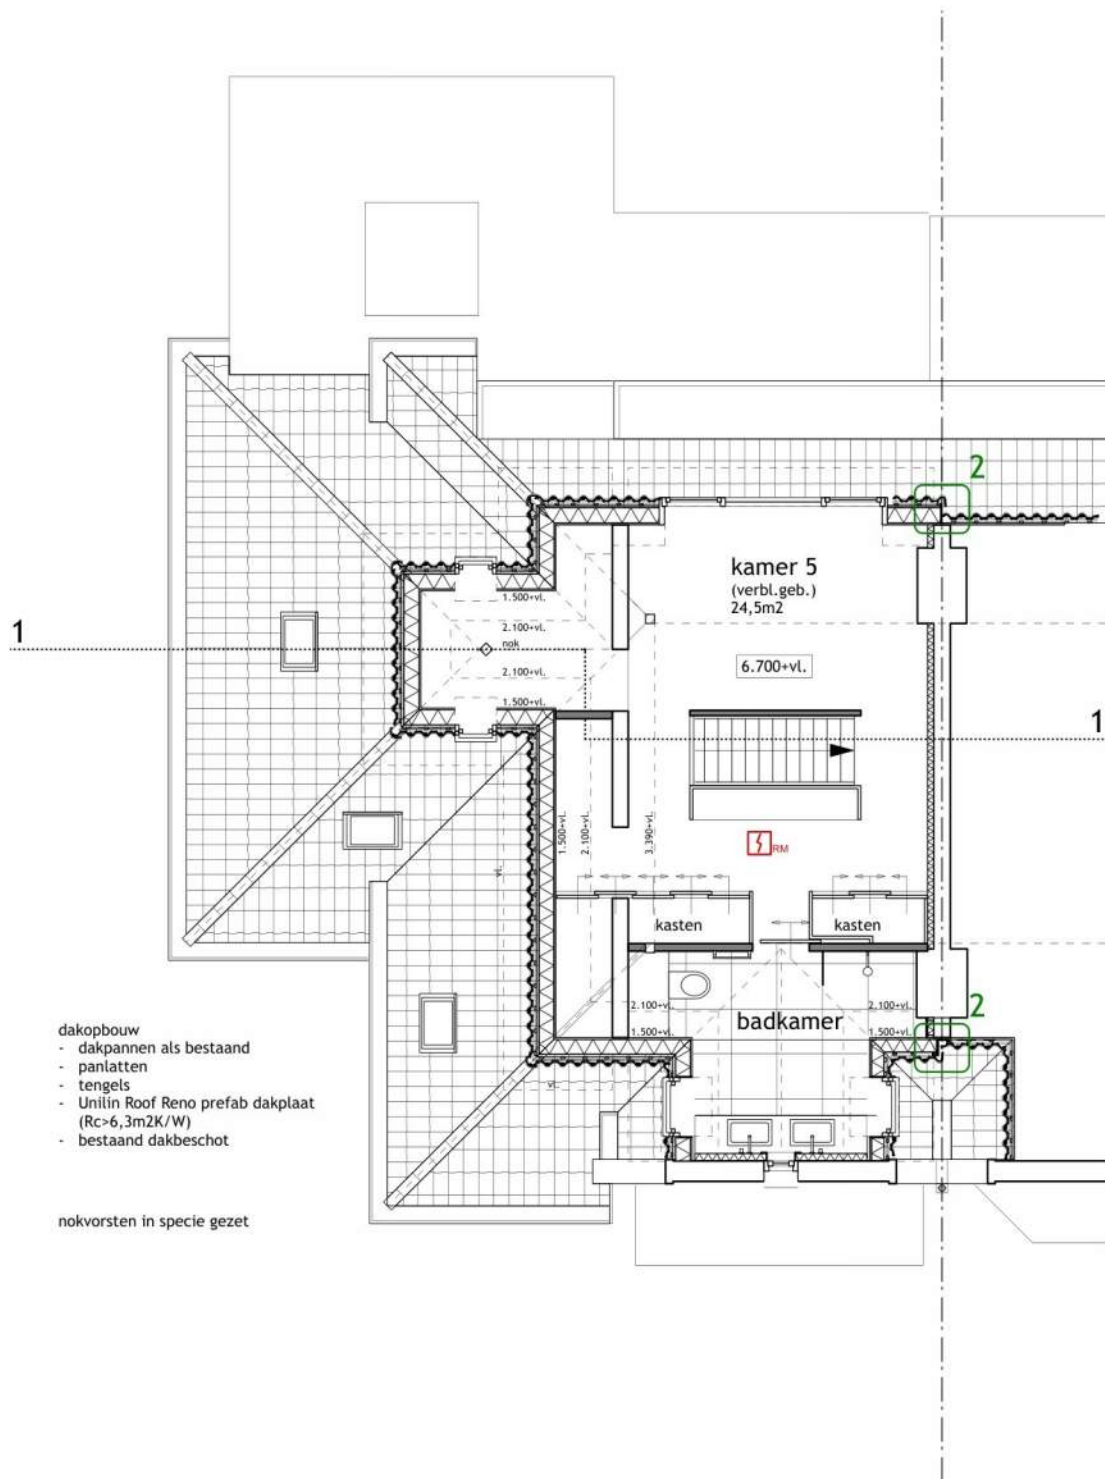 2
kamer 5
(verbl.geb.)
24,5m2
1.500+vl.
2.100+vl.
nok
2.100+vl.
1.500+vl.
1
6.700+vl.
1
1.500+vl.
2.100+vl.
3.390+vl.
RM
vl.
kasten
kasten
2.100+vl.
2.100+vl.
badkamer
1.500+vl.
1.500+vl.
2
vl.
dakopbouw
- dakpannen als bestaand
- panlatten
- tengels
- Unilin Roof Reno prefab dakplaat
(Rc>6,3m2K/W)
- bestaand dakbeschot
nokvorsten in specie gezet